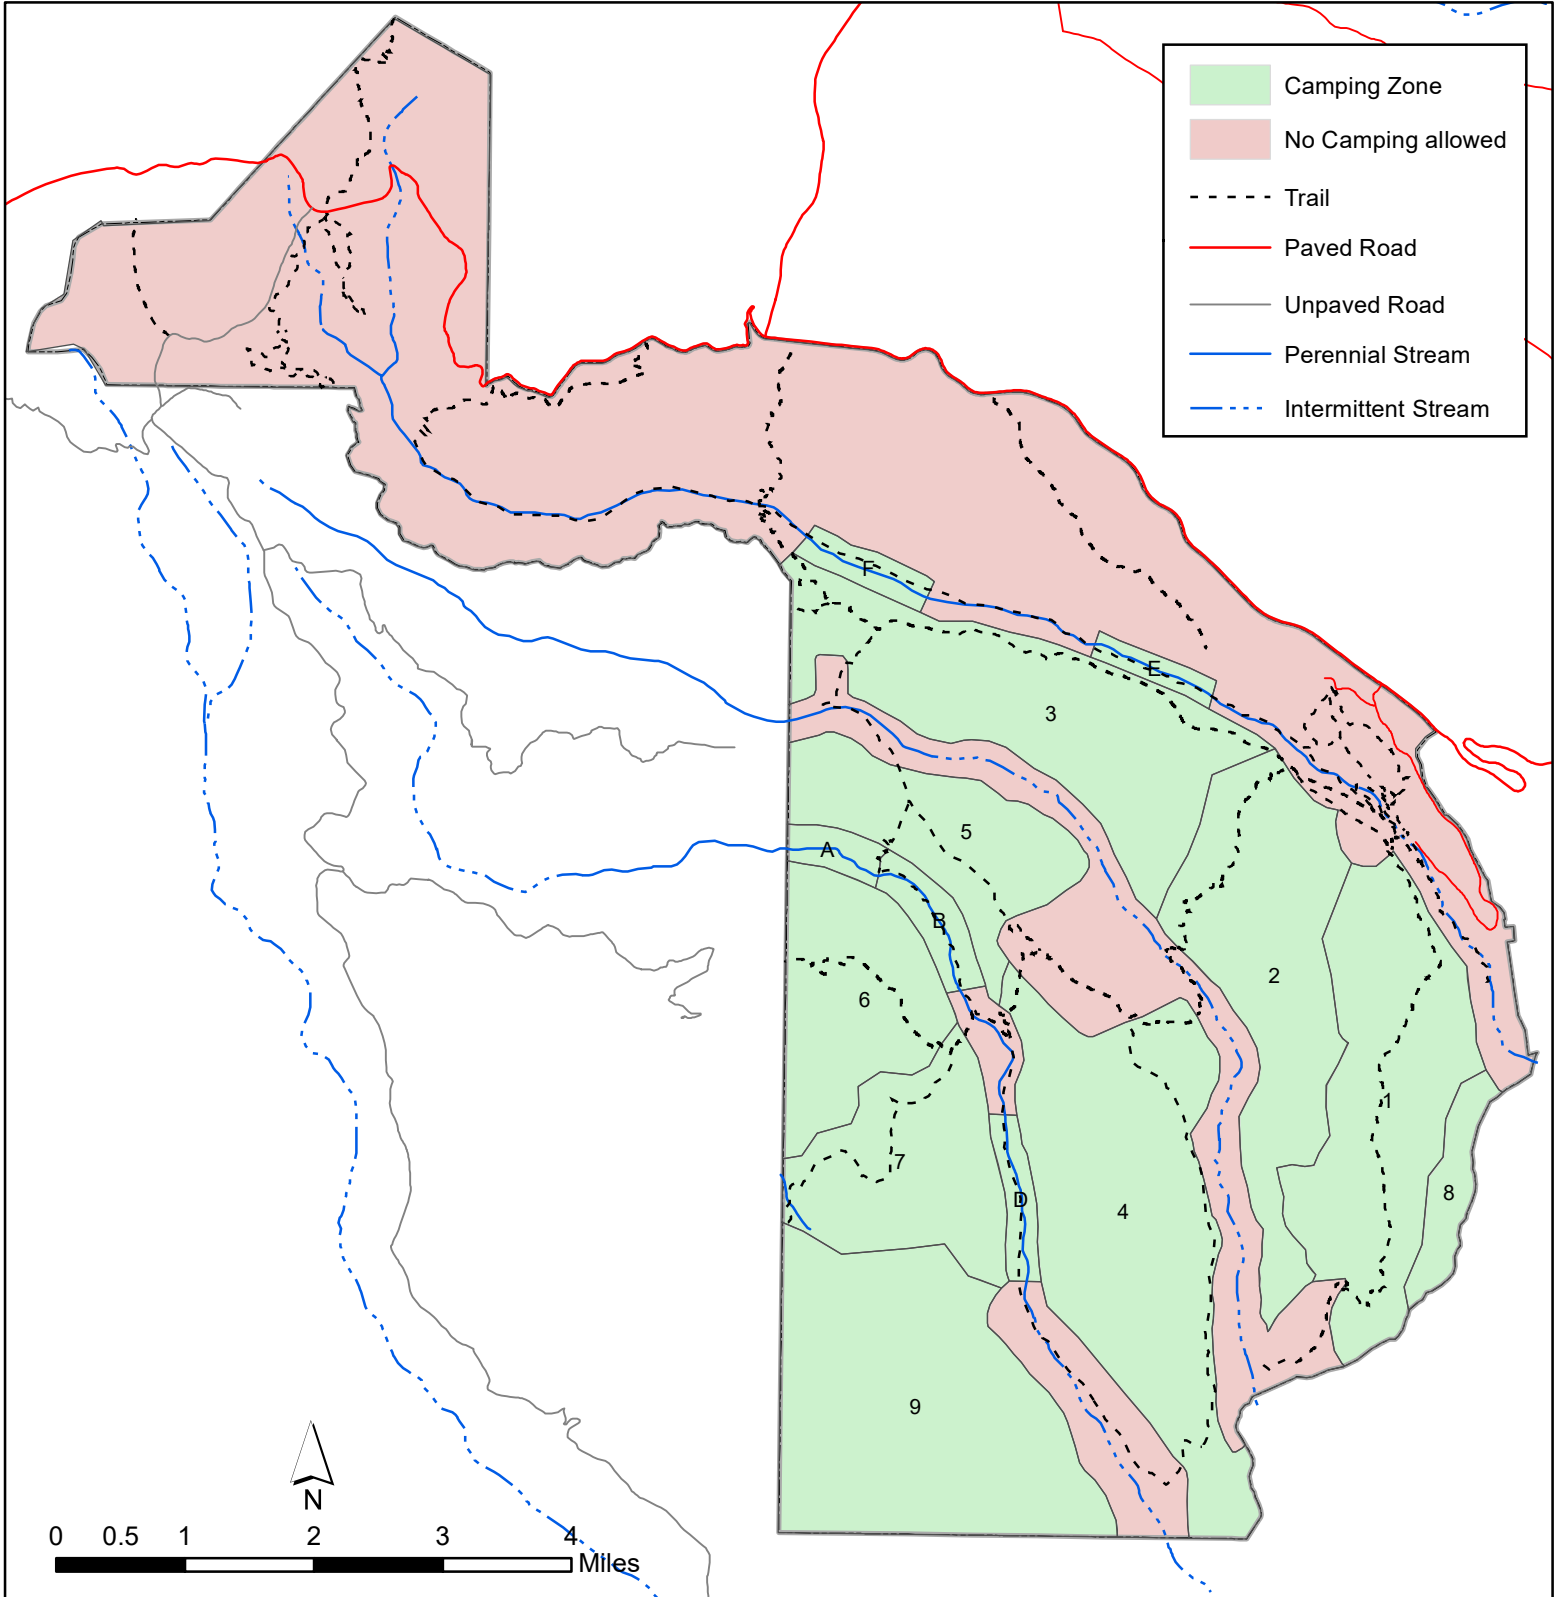 Camping Zone
No Camping allowed
Trail
Paved Road
Unpaved Road
Perennial Stream
Intermittent Stream
F
E
3
5
A
B
2
6
1
7
8
D
4
9
N
0 0.5 1 2 3 4
Miles